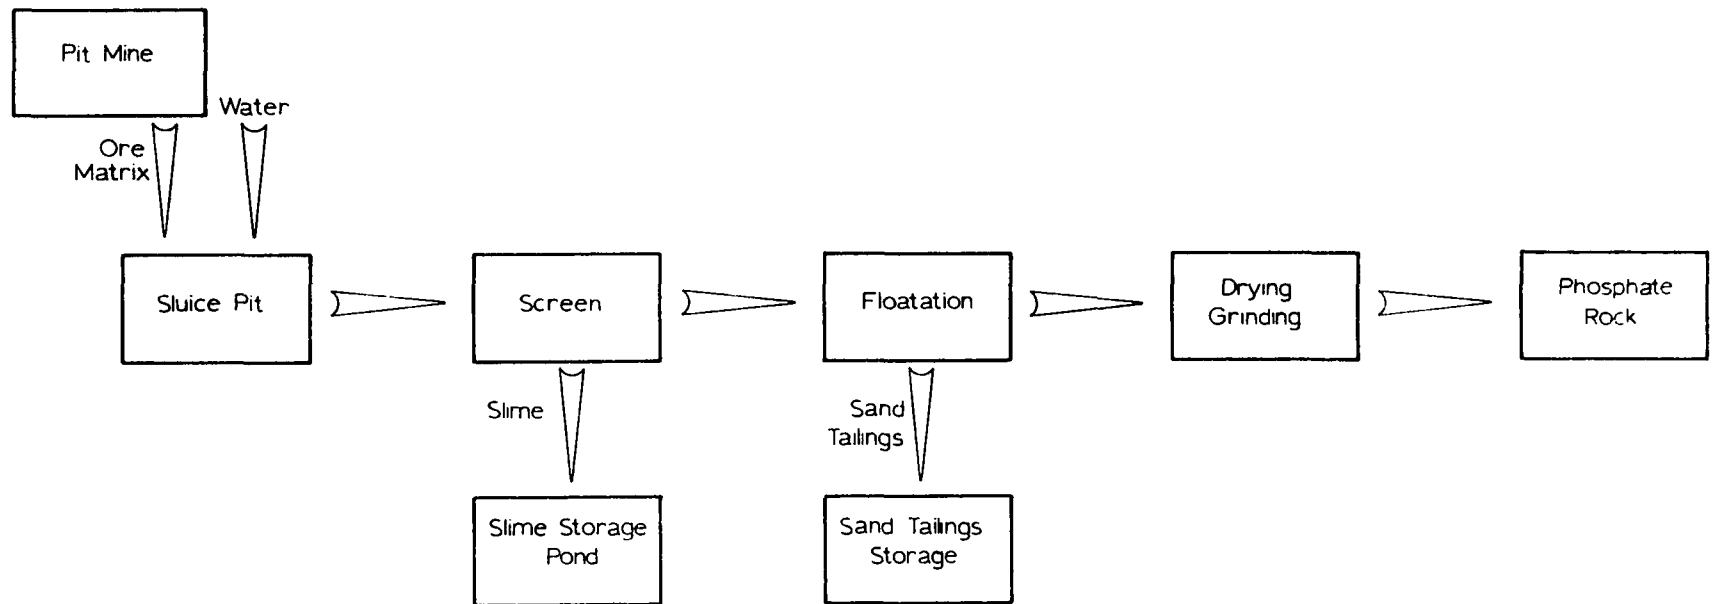 Pit Mine
Water
Ore
Matrix
Sluice Pit
Screen
Floatation
Drying
Grinding
Phosphate
Rock
Slime
Sand
Tailings
Slime Storage
Pond
Sand Tailings
Storage